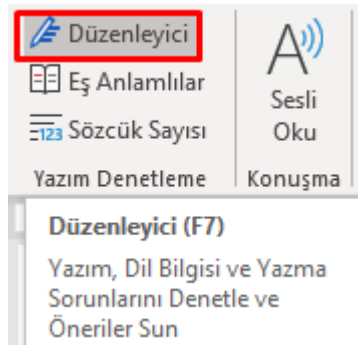 Düzenleyici
Eş Anlamlılar
123 Sözcük Sayısı
Yazım Denetleme
A
Sesli
Oku
Konuşma
Düzenleyici (F7)
Yazım, Dil Bilgisi ve Yazma
Sorunlarını Denetle ve
Öneriler Sun